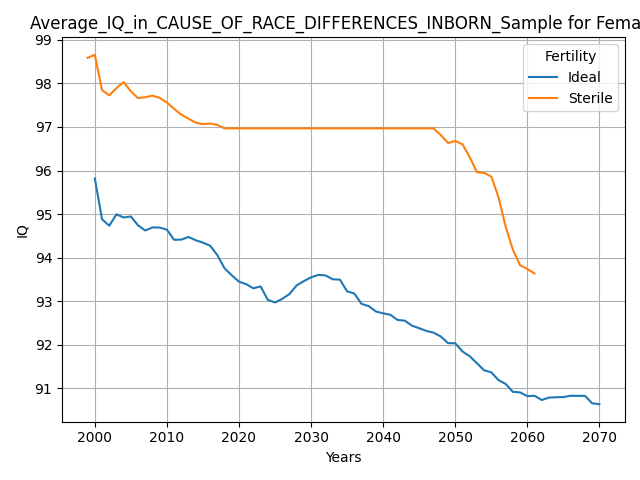 Average_IQ_in_CAUSE_OF_RACE_DIFFERENCES_INBORN_Sample for Fema
99
98
97
96
95
94
93
92
91
IQ
Fertility
Ideal
Sterile
2000 2010 2020 2030 2040 2050 2060 2070
Years